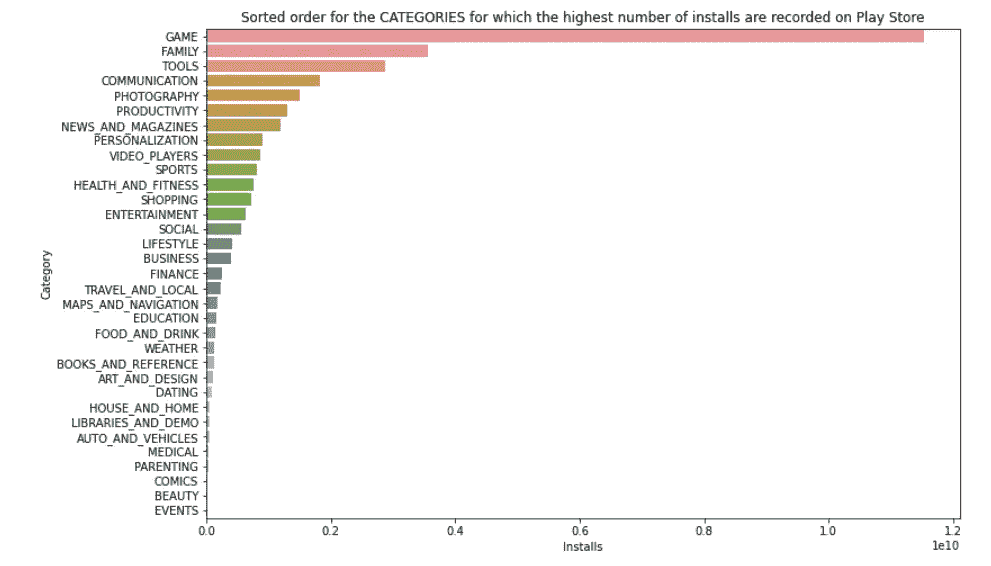 Sorted order for the CATEGORIES for which the highest number of installs are recorded on Play Store
GAME
FAMILY
TOOLS
COMMUNICATION
PHOTOGRAPHY
PRODUCTIVITY
NEWS_AND_MAGAZINES
PERSONALIZATION
VIDEO_PLAYERS
SPORTS
HEALTH_AND_FITNESS
SHOPPING
ENTERTAINMENT
SOCIAL
LIFESTYLE
BUSINESS
FINANCE
TRAVEL_AND_LOCAL
MAPS_AND_NAVIGATION
EDUCATION
FOOD_AND_DRINK
WEATHER
BOOKS_AND_REFERENCE
ART_AND_DESIGN
DATING
HOUSE_AND_HOME
LIBRARIES_AND_DEMO
AUTO_AND_VEHICLES
MEDICAL
PARENTING
COMICS
BEAUTY
EVENTS
Category
0.0 0.2 0.4 0.6 0.8 1.0 1.2
1e10
Installs